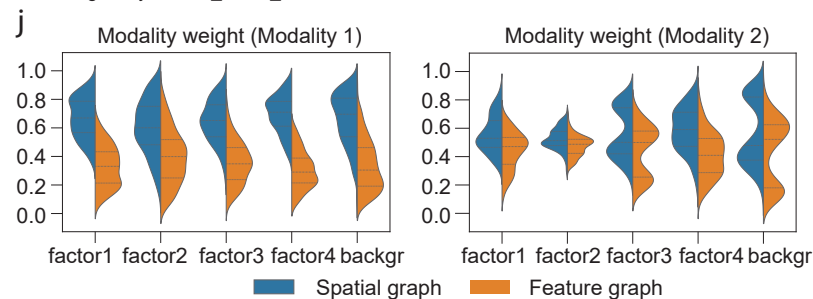 j
Modality weight (Modality 1)
Modality weight (Modality 2)
1.0
0.8
0.6
0.4
0.2
0.0
factor1 factor2 factor3 factor4 backgr
1.0
0.8
0.6
0.4
0.2
0.0
factor1 factor2 factor3 factor4 backgr
Spatial graph
Feature graph